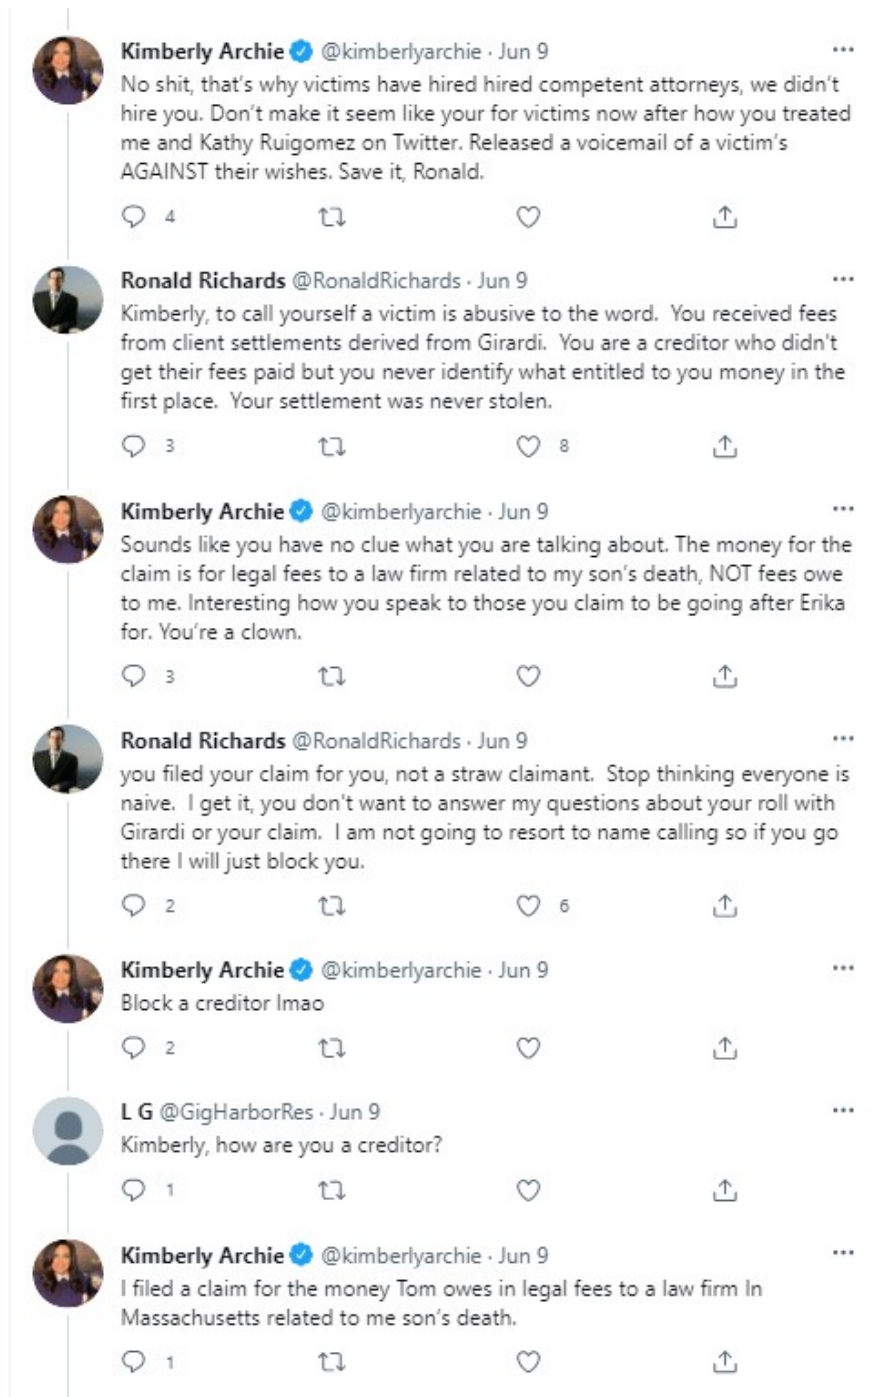 Kimberly Archie @kimberlyarchie · Jun 9
No shit, that's why victims have hired hired competent attorneys, we didn't
hire you. Don't make it seem like your for victims now after how you treated
me and Kathy Ruigomez on Twitter. Released a voicemail of a victim's
AGAINST their wishes. Save it, Ronald.
4
Ronald Richards @RonaldRichards · Jun 9
Kimberly, to call yourself a victim is abusive to the word.  You received fees
from client settlements derived from Girardi.  You are a creditor who didn't
get their fees paid but you never identify what entitled to you money in the
first place.  Your settlement was never stolen.
3 8
Kimberly Archie @kimberlyarchie · Jun 9
Sounds like you have no clue what you are talking about. The money for the
claim is for legal fees to a law firm related to my son's death, NOT fees owe
to me. Interesting how you speak to those you claim to be going after Erika
for. You're a clown.
3
Ronald Richards @RonaldRichards · Jun 9
you filed your claim for you, not a straw claimant.  Stop thinking everyone is
naive.  I get it, you don't want to answer my questions about your roll with
Girardi or your claim.  I am not going to resort to name calling so if you go
there I will just block you.
2 6
Kimberly Archie @kimberlyarchie · Jun 9
Block a creditor lmao
2
L G @GigHarborRes · Jun 9
Kimberly, how are you a creditor?
1
Kimberly Archie @kimberlyarchie · Jun 9
I filed a claim for the money Tom owes in legal fees to a law firm In
Massachusetts related to me son's death.
1